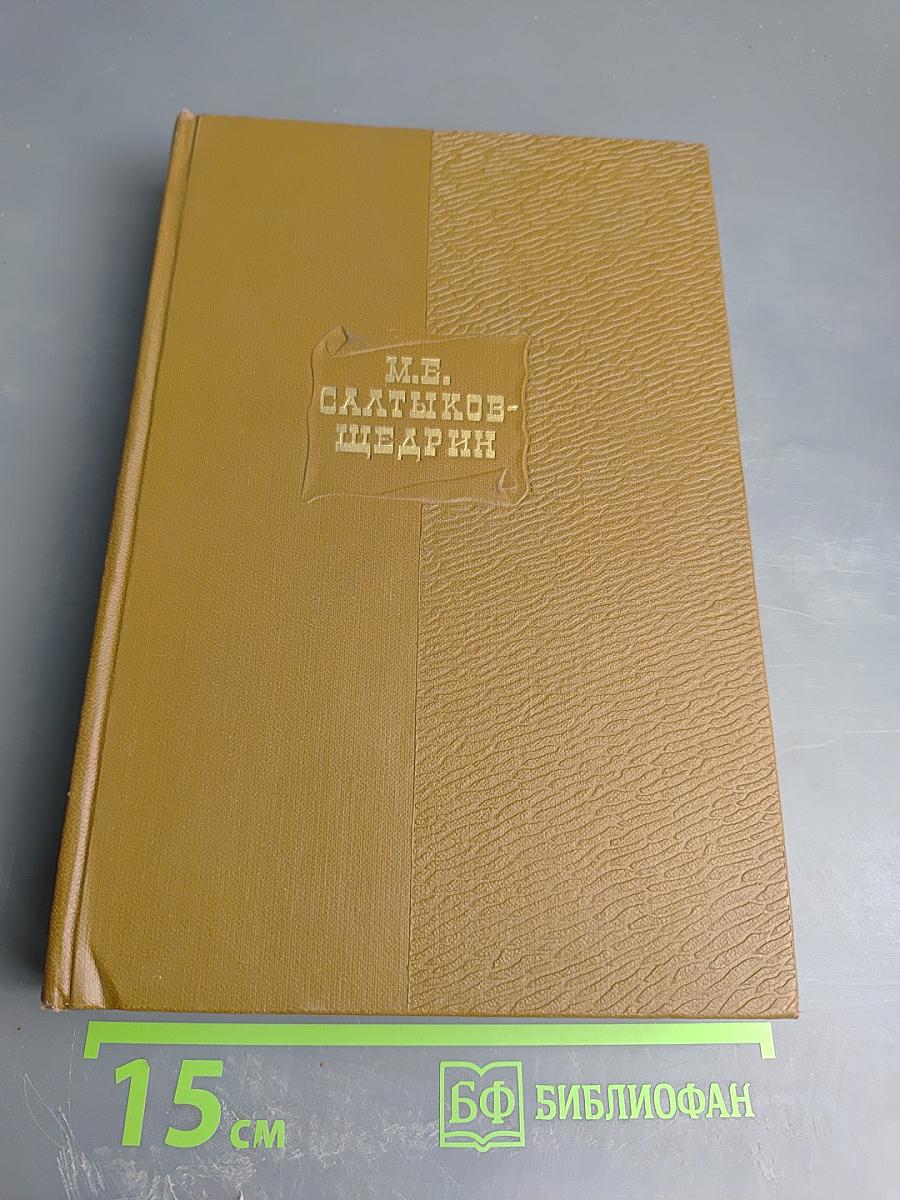 М.Е.
САЛТЫКОВ-
ЩЕДРИН
15 см
БФ БИБЛИОФАН